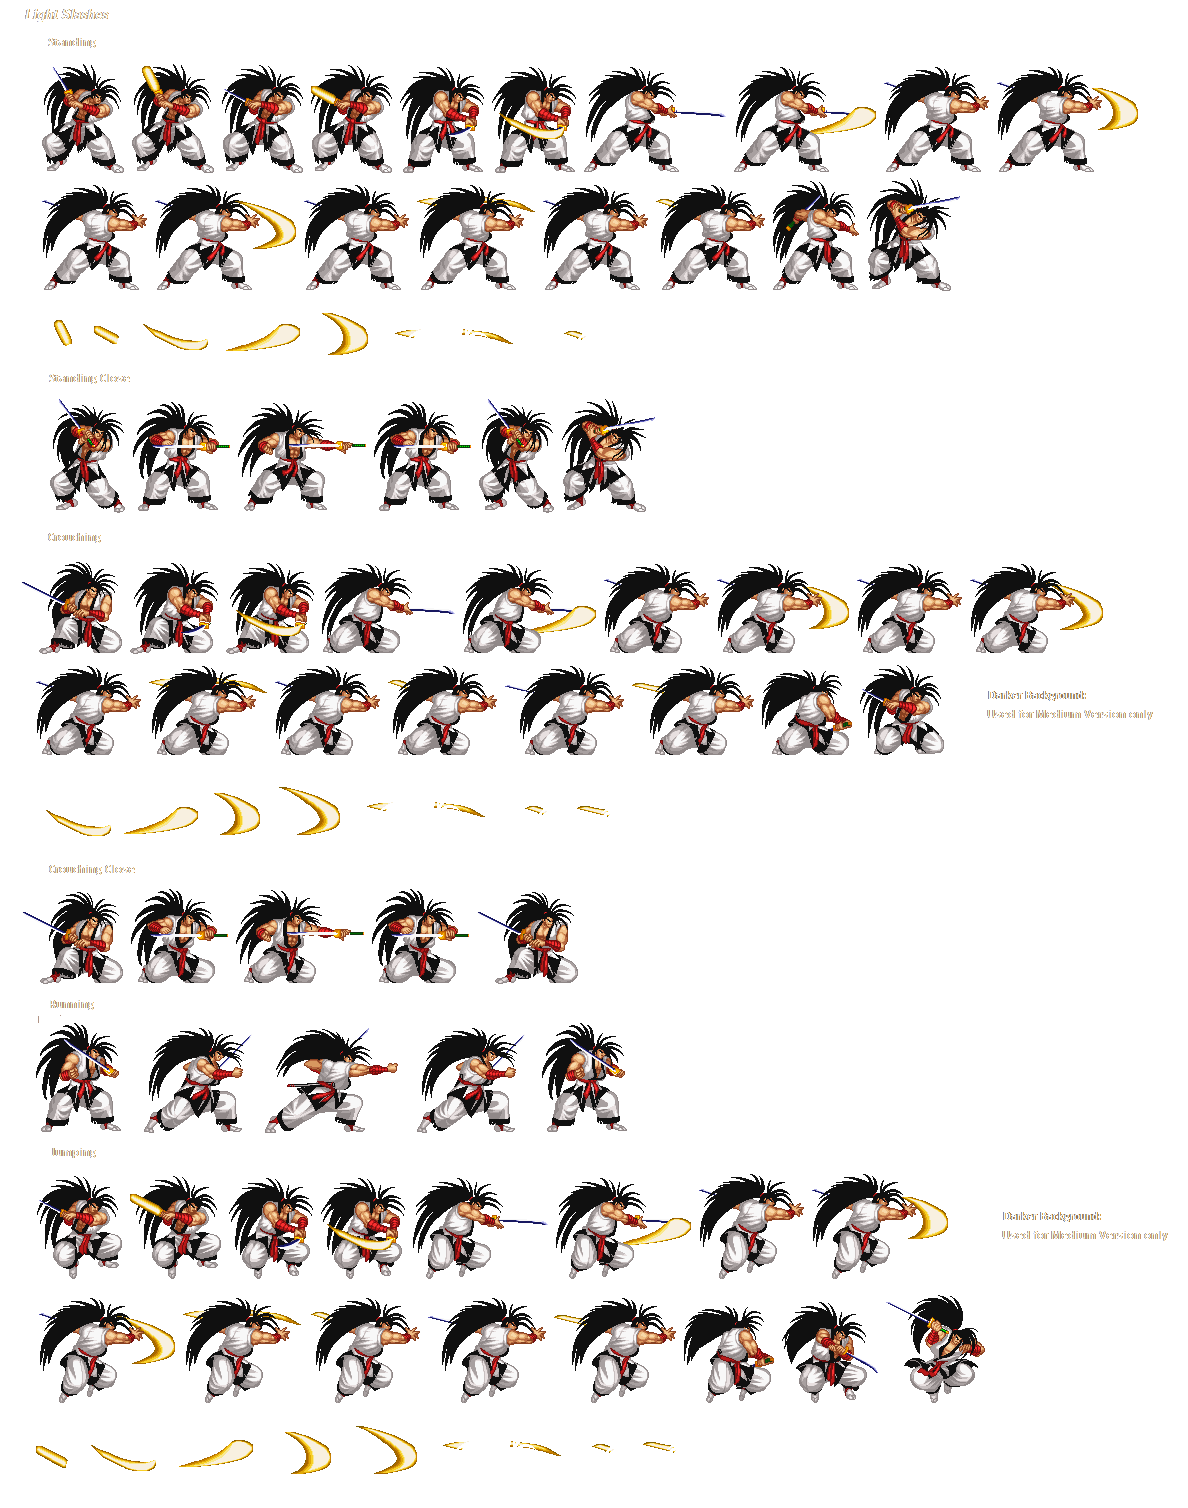 Light Slashes
Standing
Standing Close
Crouching
Darker Background:
Used for Medium Version only
Crouching Close
Running
Jumping
Darker Background:
Used for Medium Version only